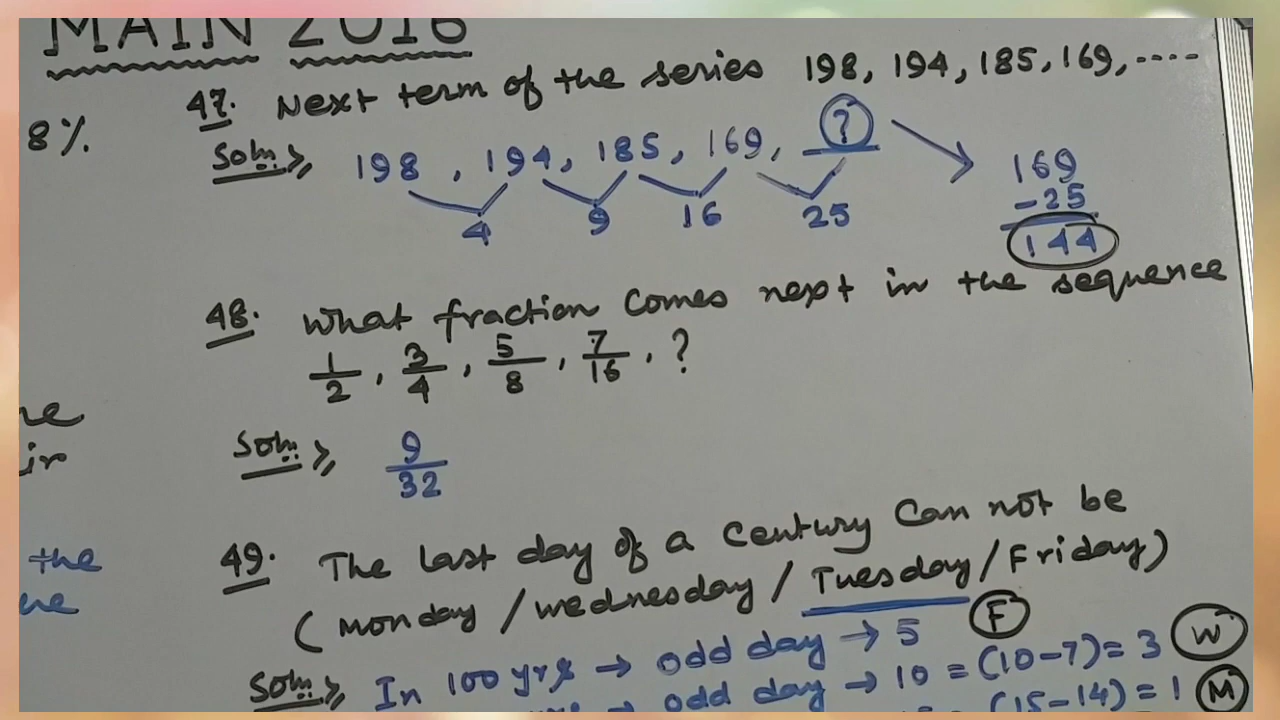 MAIN 2016
8%.
47. Next term of the series 198, 194, 185, 169, ....
Soln. 198, 194, 185, 169, ?
4 9 16 25
169
-25
144
48. What fraction comes next in the sequence
1/2, 3/4, 5/8, 7/16, ?
Soln. 9/32
49. The last day of a century can not be
(Monday / Wednesday / Tuesday / Friday)
the
Soln. In 100 yrs → odd day → 5 F
odd day → 10 = (10-7) = 3 W
(15-14) = 1 M